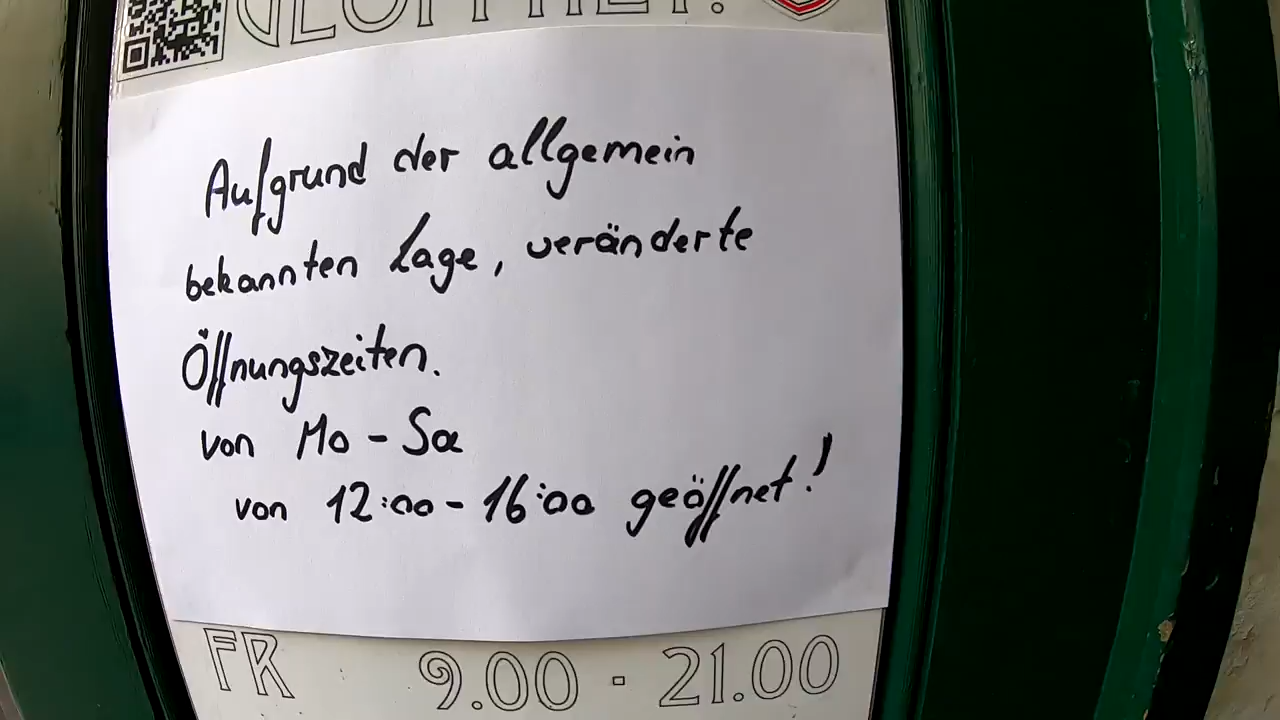 GEÖFFNET!
Aufgrund der allgemein
bekannten Lage, veränderte
Öffnungszeiten.
von Mo - Sa
von 12:00 - 16:00 geöffnet!
FR 9.00 - 21.00